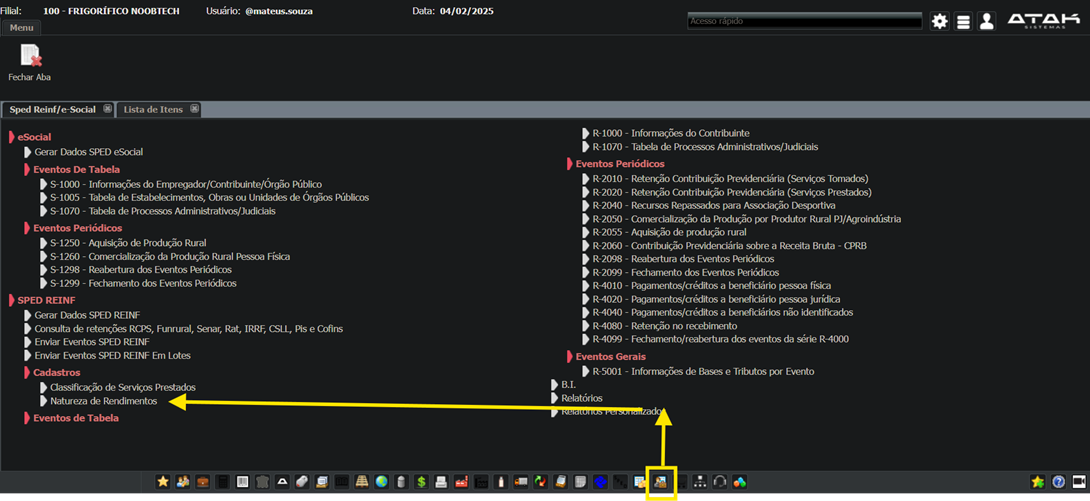 Filial: 100 - FRIGORÍFICO NOOBTECH Usuário: @mateus.souza Data: 04/02/2025
Menu
Acesso rápido
ATAK
SISTEMAS
Fechar Aba
Sped Reinf/e-Social Lista de Itens
eSocial
Gerar Dados SPED eSocial
Eventos De Tabela
S-1000 - Informações do Empregador/Contribuinte/Órgão Público
S-1005 - Tabela de Estabelecimentos, Obras ou Unidades de Órgãos Públicos
S-1070 - Tabela de Processos Administrativos/Judiciais
Eventos Periódicos
S-1250 - Aquisição de Produção Rural
S-1260 - Comercialização da Produção Rural Pessoa Física
S-1298 - Reabertura dos Eventos Periódicos
S-1299 - Fechamento dos Eventos Periódicos
SPED REINF
Gerar Dados SPED REINF
Consulta de retenções RCPS, Funrural, Senar, Rat, IRRF, CSLL, Pis e Cofins
Enviar Eventos SPED REINF
Enviar Eventos SPED REINF Em Lotes
Cadastros
Classificação de Serviços Prestados
Natureza de Rendimentos
Eventos de Tabela
R-1000 - Informações do Contribuinte
R-1070 - Tabela de Processos Administrativos/Judiciais
Eventos Periódicos
R-2010 - Retenção Contribuição Previdenciária (Serviços Tomados)
R-2020 - Retenção Contribuição Previdenciária (Serviços Prestados)
R-2040 - Recursos Repassados para Associação Desportiva
R-2050 - Comercialização da Produção por Produtor Rural PJ/Agroindústria
R-2055 - Aquisição de produção rural
R-2060 - Contribuição Previdenciária sobre a Receita Bruta - CPRB
R-2098 - Reabertura dos Eventos Periódicos
R-2099 - Fechamento dos Eventos Periódicos
R-4010 - Pagamentos/créditos a beneficiário pessoa física
R-4020 - Pagamentos/créditos a beneficiário pessoa jurídica
R-4040 - Pagamentos/créditos a beneficiários não identificados
R-4080 - Retenção no recebimento
R-4099 - Fechamento/reabertura dos eventos da série R-4000
Eventos Gerais
R-5001 - Informações de Bases e Tributos por Evento
B.I.
Relatórios
Relatórios Personalizados